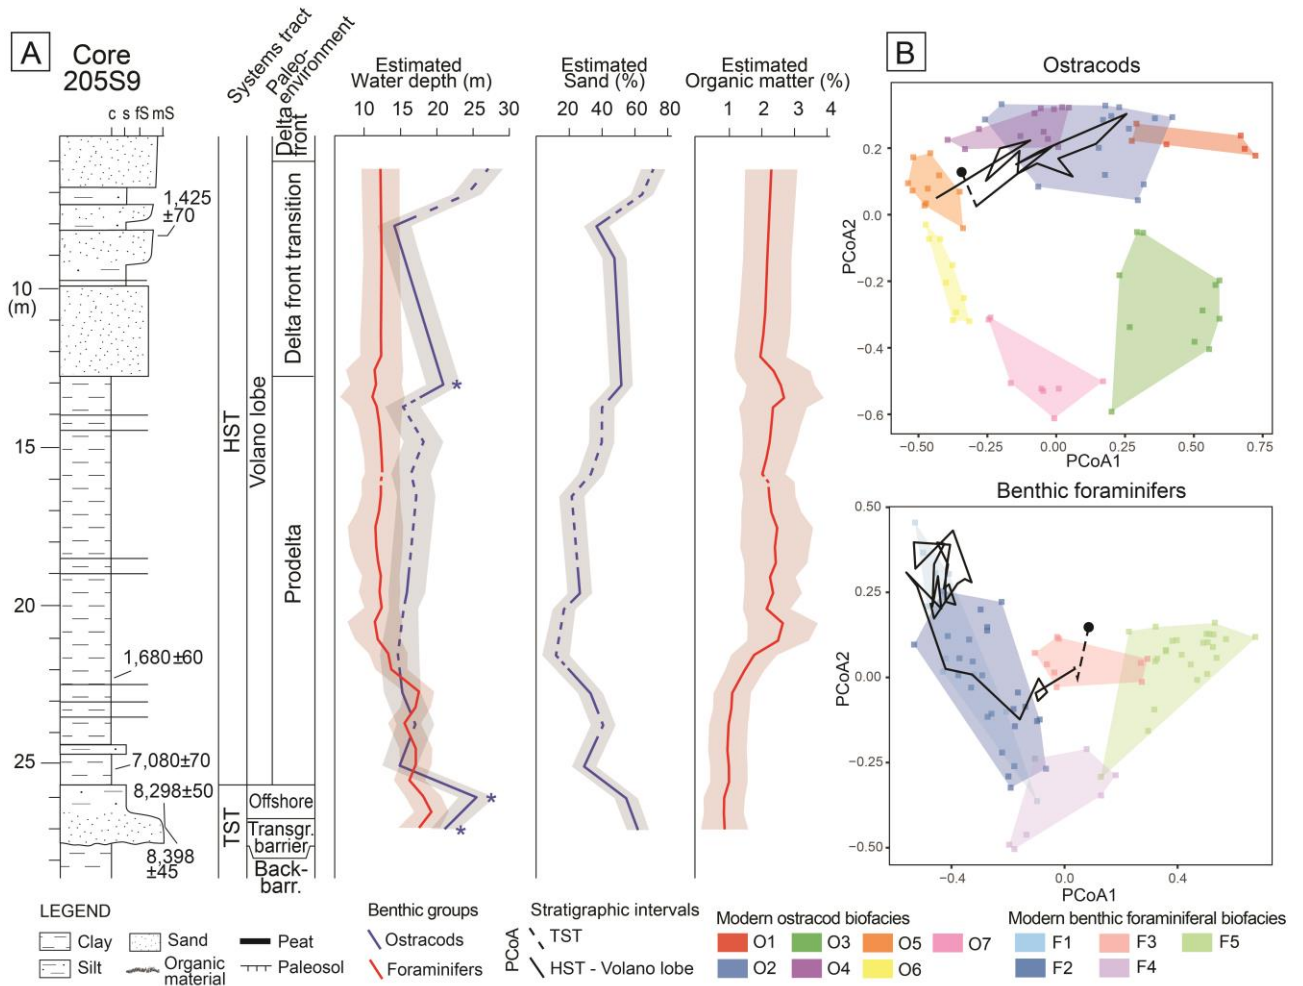 A
Core
205S9
c s fS mS
Systems tract
Paleo-
environment
Estimated
Water depth (m)
10 15 20 25 30
Estimated
Sand (%)
20 40 60 80
Estimated
Organic matter (%)
1 2 3 4
Delta
front
Delta front transition
Prodelta
Offshore
Transgr.
barrier
Back-
barr.
Volano lobe
HST
TST
1,425
±70
10
(m)
15
20
1,680±60
25
7,080±70
8,298±50
8,398
±45
*
*
*
B
Ostracods
PCoA2
0.2
0.0
−0.2
−0.4
−0.6
−0.50 −0.25 0.00 0.25 0.50 0.75
PCoA1
Benthic foraminifers
PCoA2
0.50
0.25
0.00
−0.25
−0.50
−0.4 0.0 0.4
PCoA1
LEGEND
Clay
Sand
Peat
Silt
Organic
material
Paleosol
Benthic groups
Ostracods
Foraminifers
Stratigraphic intervals
PCoA
TST
HST - Volano lobe
Modern ostracod biofacies
O1 O3 O5 O7
O2 O4 O6
Modern benthic foraminiferal biofacies
F1 F3 F5
F2 F4